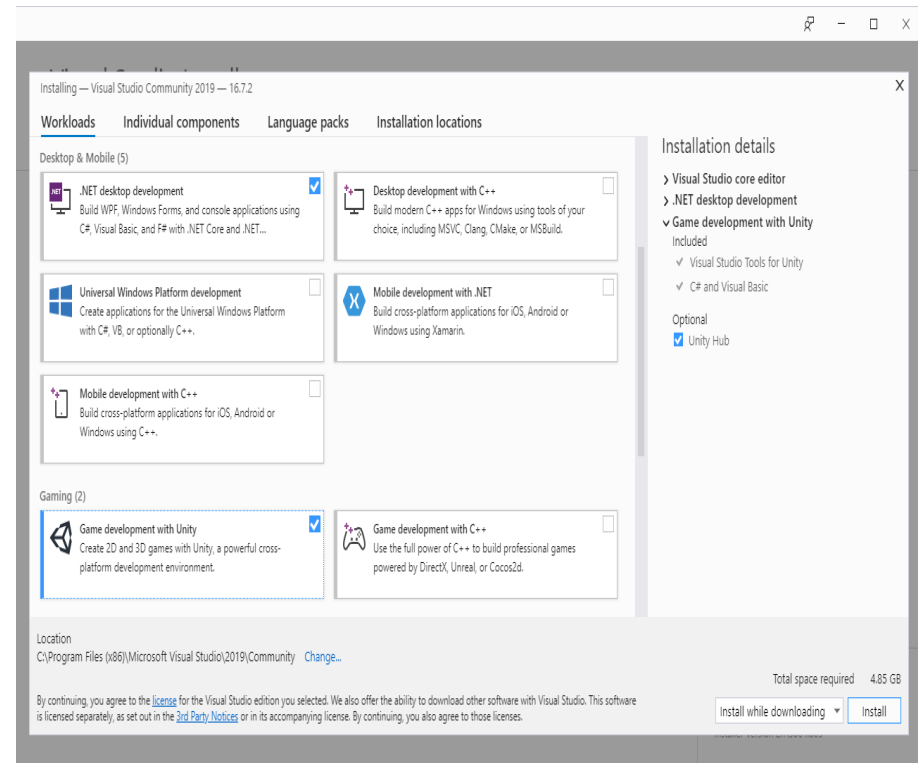 Installing — Visual Studio Community 2019 — 16.7.2
X
Workloads
Individual components
Language packs
Installation locations
Desktop & Mobile (5)
.NET desktop development
Build WPF, Windows Forms, and console applications using
C#, Visual Basic, and F# with .NET Core and .NET...
Desktop development with C++
Build modern C++ apps for Windows using tools of your
choice, including MSVC, Clang, CMake, or MSBuild.
Universal Windows Platform development
Create applications for the Universal Windows Platform
with C#, VB, or optionally C++.
Mobile development with .NET
Build cross-platform applications for iOS, Android or
Windows using Xamarin.
Mobile development with C++
Build cross-platform applications for iOS, Android or
Windows using C++.
Gaming (2)
Game development with Unity
Create 2D and 3D games with Unity, a powerful cross-
platform development environment.
Game development with C++
Use the full power of C++ to build professional games
powered by DirectX, Unreal, or Cocos2d.
Installation details
Visual Studio core editor
.NET desktop development
Game development with Unity
Included
Visual Studio Tools for Unity
C# and Visual Basic
Optional
Unity Hub
Location
C:\Program Files (x86)\Microsoft Visual Studio\2019\Community Change...
By continuing, you agree to the license for the Visual Studio edition you selected. We also offer the ability to download other software with Visual Studio. This software
is licensed separately, as set out in the 3rd Party Notices or in its accompanying license. By continuing, you also agree to those licenses.
Total space required 4.85 GB
Install while downloading
Install